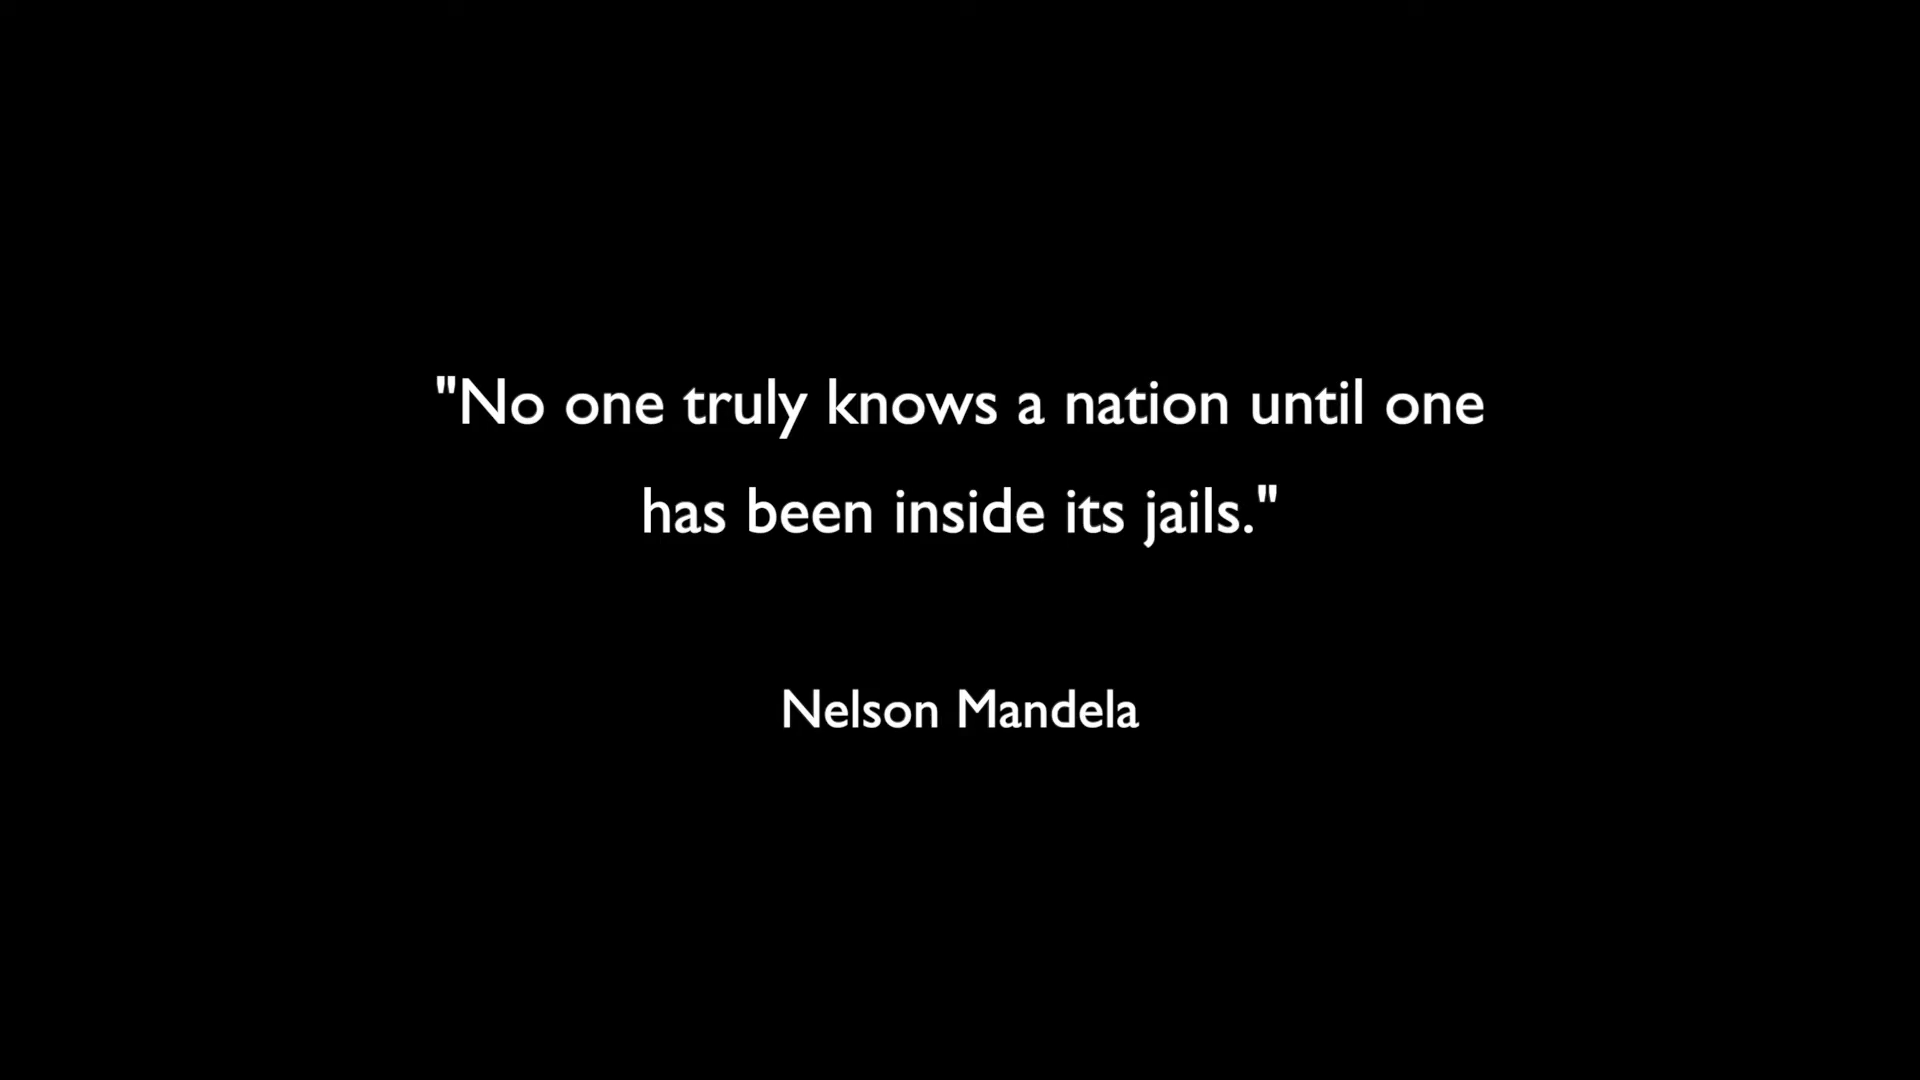 "No one truly knows a nation until one
has been inside its jails."
Nelson Mandela